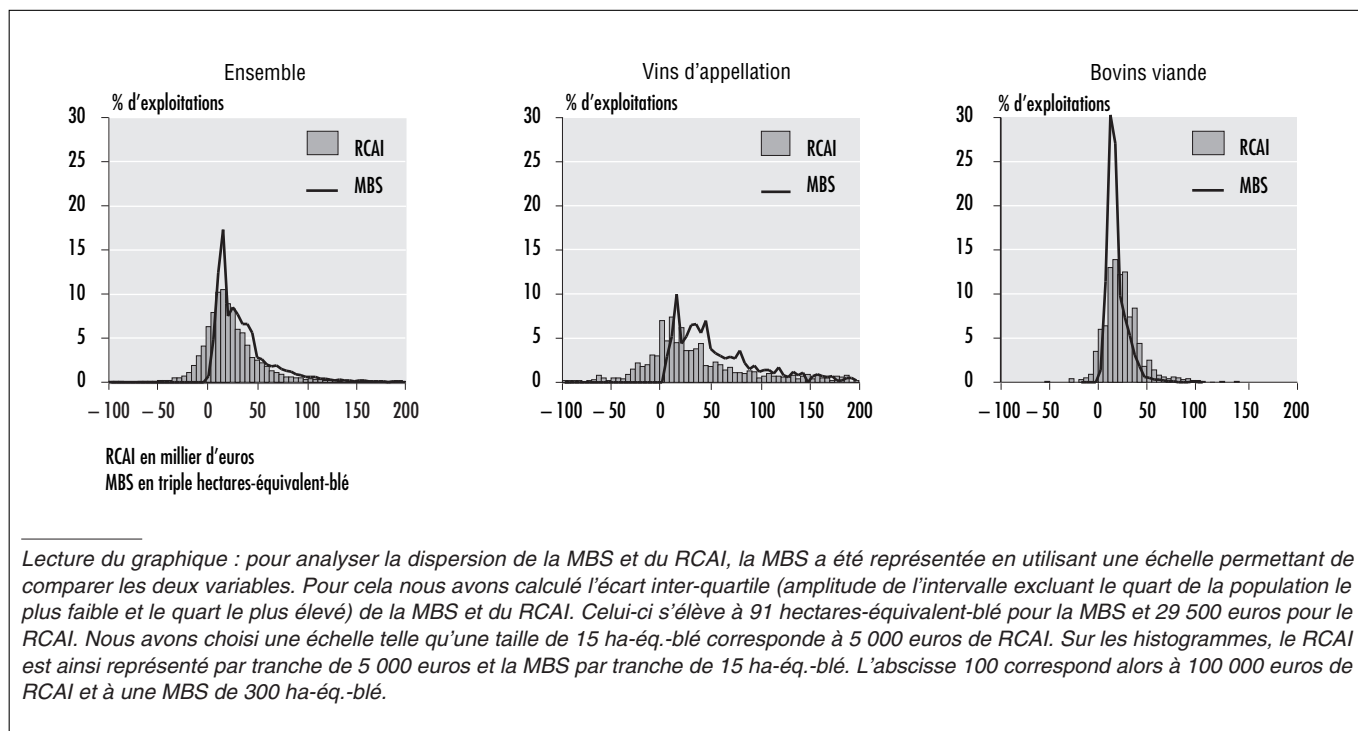 Ensemble
% d'exploitations
30
25
20
15
10
5
0
RCAI
MBS
– 100 – 50 0 50 100 150 200
RCAI en millier d'euros
MBS en triple hectares-équivalent-blé
Vins d'appellation
% d'exploitations
30
25
20
15
10
5
0
RCAI
MBS
– 100 – 50 0 50 100 150 200
Bovins viande
% d'exploitations
30
25
20
15
10
5
0
RCAI
MBS
– 100 – 50 0 50 100 150 200
Lecture du graphique : pour analyser la dispersion de la MBS et du RCAI, la MBS a été représentée en utilisant une échelle permettant de
comparer les deux variables. Pour cela nous avons calculé l'écart inter-quartile (amplitude de l'intervalle excluant le quart de la population le
plus faible et le quart le plus élevé) de la MBS et du RCAI. Celui-ci s'élève à 91 hectares-équivalent-blé pour la MBS et 29 500 euros pour le
RCAI. Nous avons choisi une échelle telle qu'une taille de 15 ha-éq.-blé corresponde à 5 000 euros de RCAI. Sur les histogrammes, le RCAI
est ainsi représenté par tranche de 5 000 euros et la MBS par tranche de 15 ha-éq.-blé. L'abscisse 100 correspond alors à 100 000 euros de
RCAI et à une MBS de 300 ha-éq.-blé.